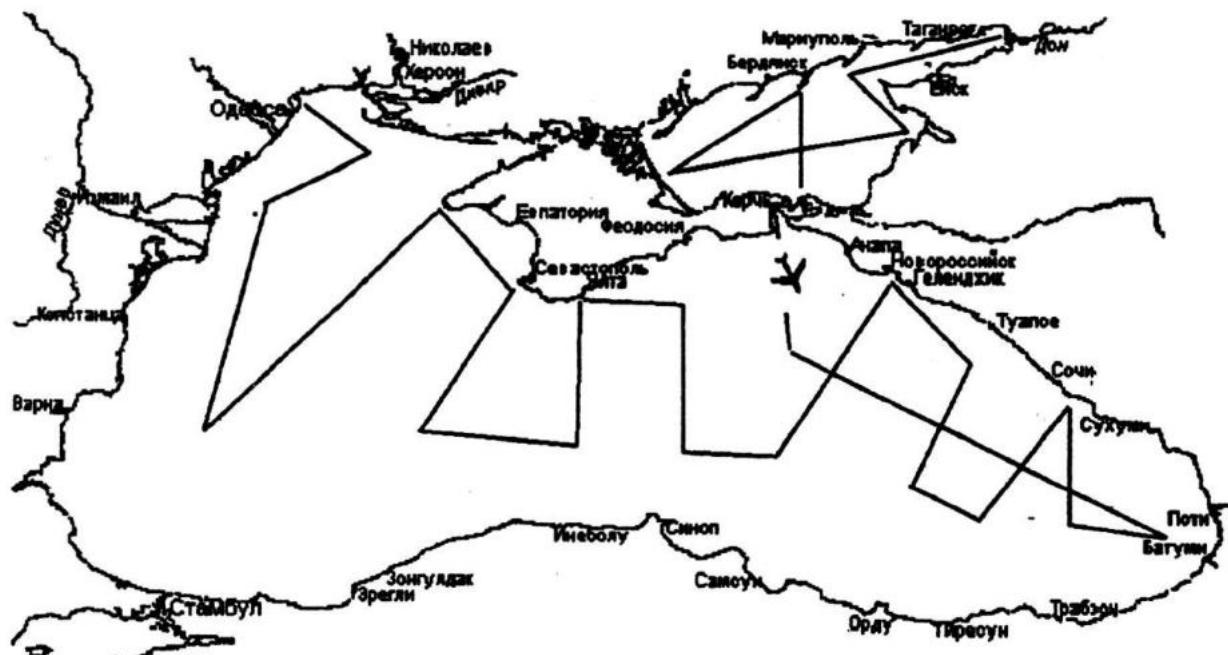 Николаев
Херсон
Днепр
Одесса
Мариуполь
Таганрог
Бердянск
Дон
Ейск
Измаил
Евпатория
Феодосия
Керчь
Севастополь
Ялта
Анапа
Новороссийск
Геленджик
Констанца
Туапсе
Сочи
Варна
Сухуми
Поти
Батуми
Инеболу
Синоп
Зонгулдак
Эрегли
Самсун
Стамбул
Орду
Гиресун
Трабзон